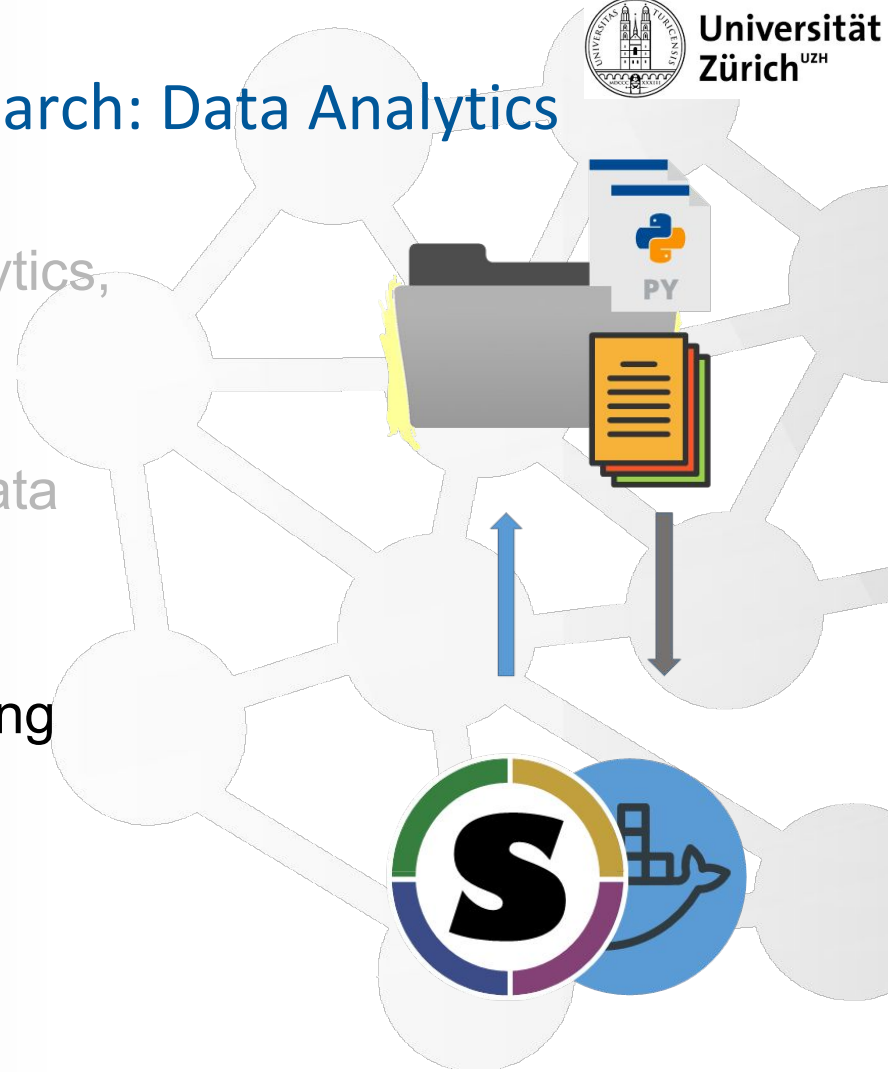 Universität
Zürich UZH
arch: Data Analytics
ytics,
PY
ata
ng
S